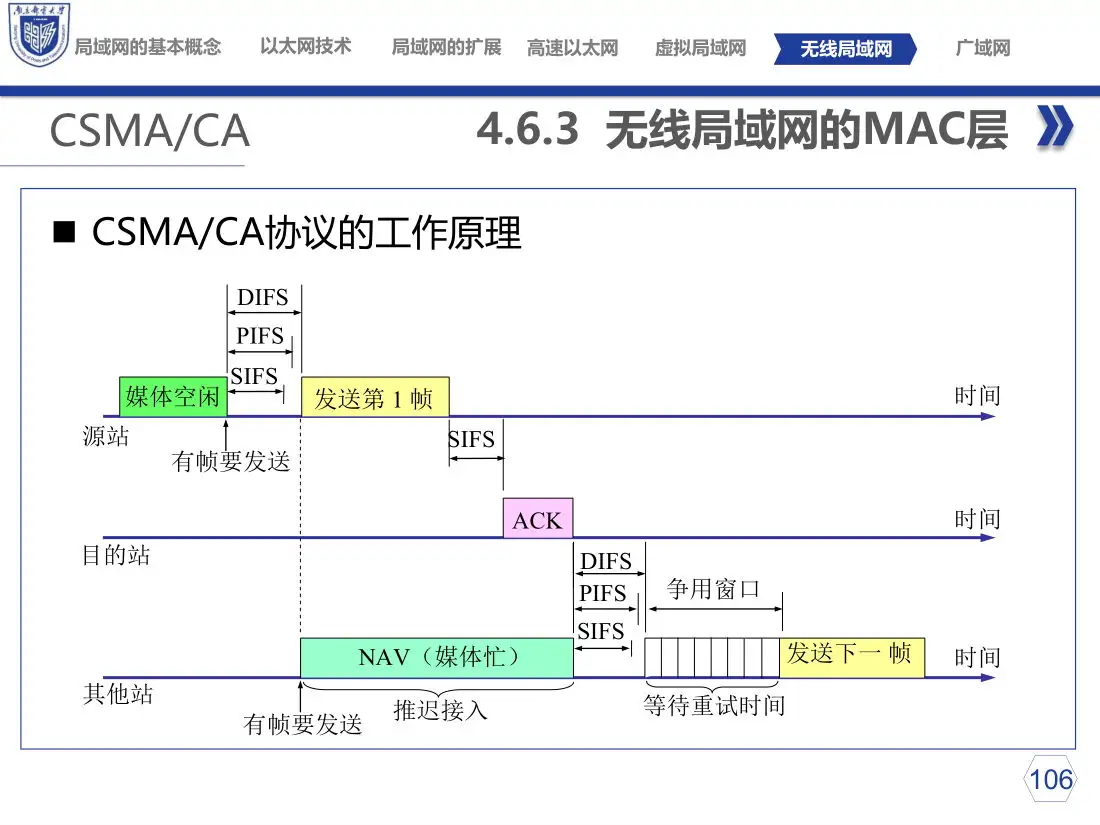 局域网的基本概念 以太网技术 局域网的扩展 高速以太网 虚拟局域网 无线局域网 广域网
CSMA/CA 4.6.3 无线局域网的MAC层
■ CSMA/CA协议的工作原理
DIFS
PIFS
SIFS
媒体空闲 发送第 1 帧 时间
源站 SIFS
有帧要发送
ACK 时间
目的站
DIFS
PIFS 争用窗口
SIFS
NAV（媒体忙） 发送下一 帧 时间
其他站 推迟接入 等待重试时间
有帧要发送
106